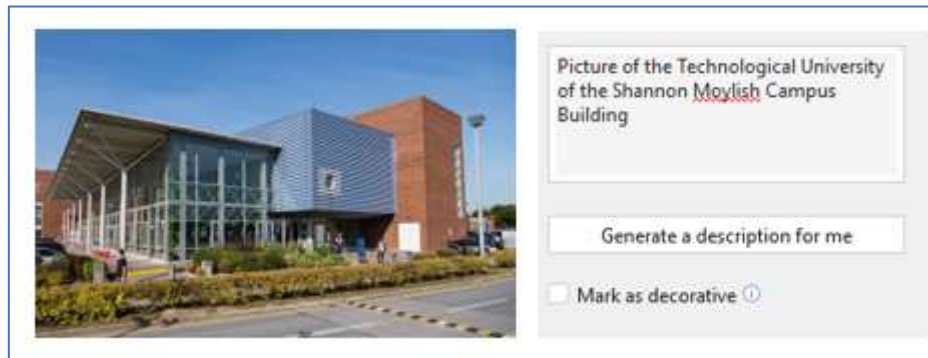 Picture of the Technological University
of the Shannon Moylish Campus
Building
Generate a description for me
Mark as decorative